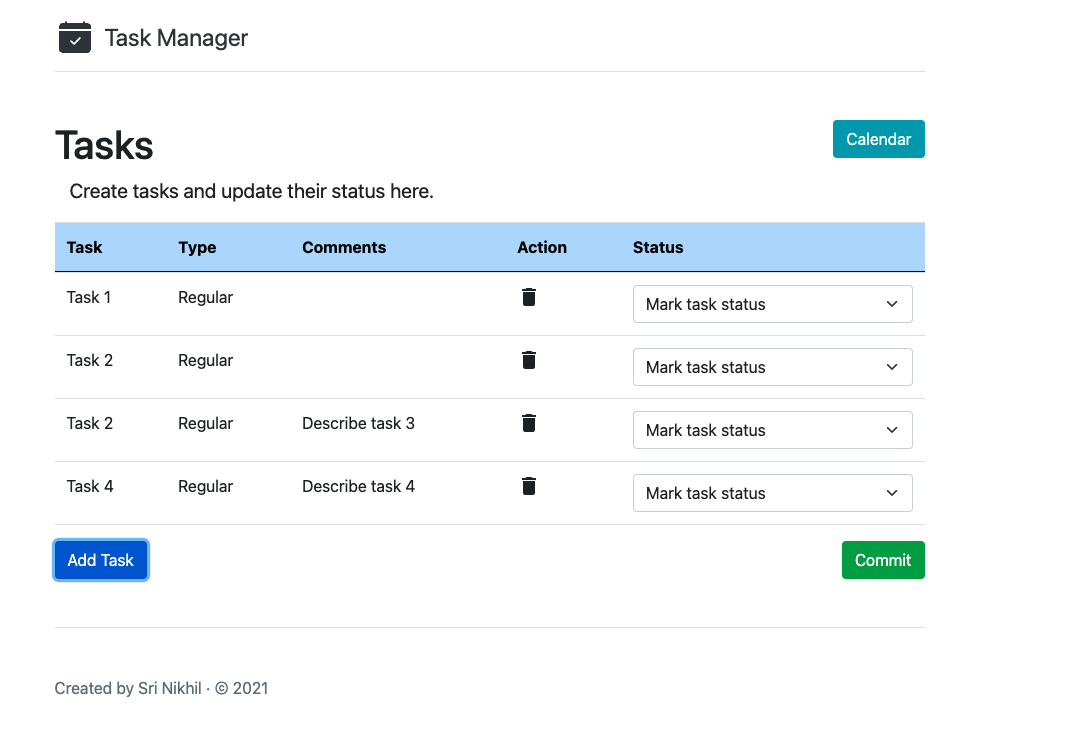 Task Manager
Tasks
Calendar
Create tasks and update their status here.
Task Type Comments Action Status
Task 1 Regular Mark task status
Task 2 Regular Mark task status
Task 2 Regular Describe task 3 Mark task status
Task 4 Regular Describe task 4 Mark task status
Add Task Commit
Created by Sri Nikhil · © 2021